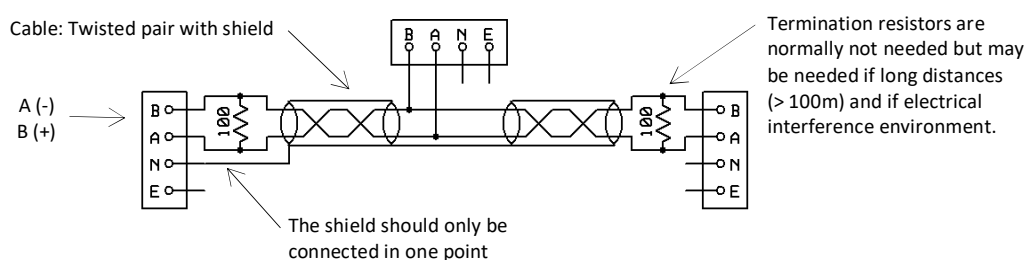 Cable: Twisted pair with shield
B A N E
Termination resistors are
normally not needed but may
be needed if long distances
(> 100m) and if electrical
interference environment.
A (-)
B (+)
B
A
N
E
100
100
B
A
N
E
The shield should only be
connected in one point